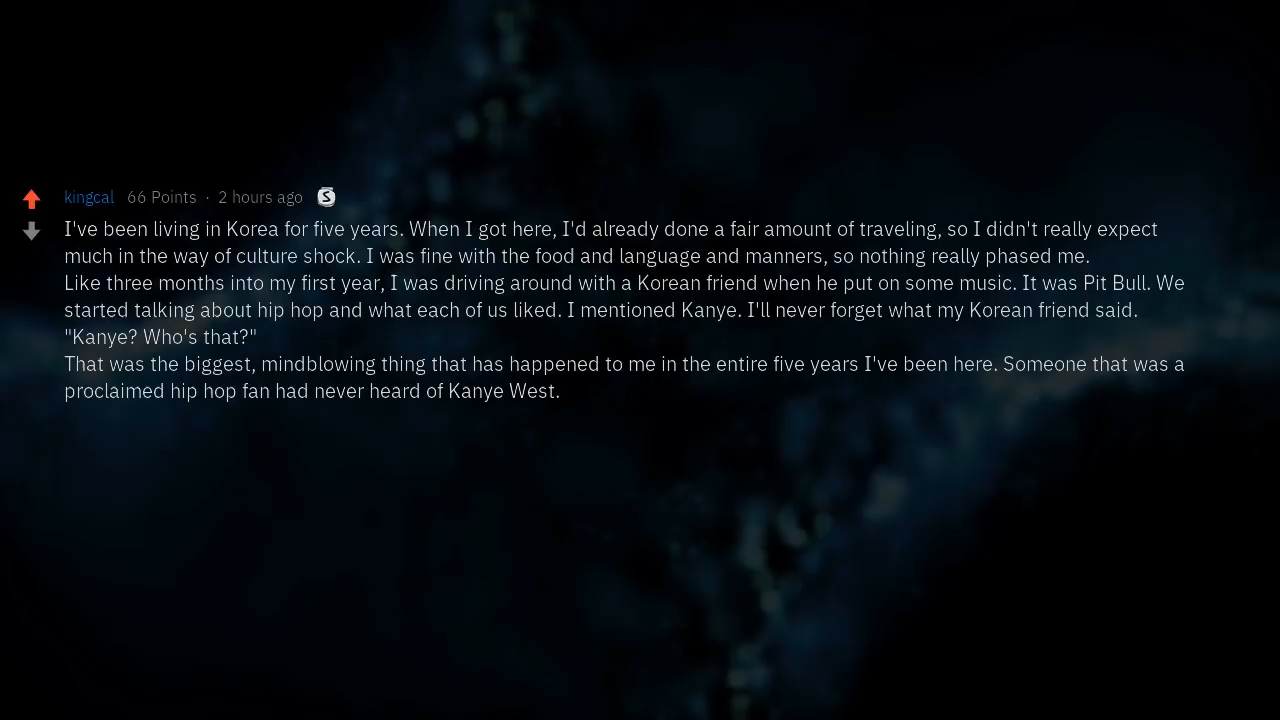 kingcal 66 Points · 2 hours ago S
I've been living in Korea for five years. When I got here, I'd already done a fair amount of traveling, so I didn't really expect
much in the way of culture shock. I was fine with the food and language and manners, so nothing really phased me.
Like three months into my first year, I was driving around with a Korean friend when he put on some music. It was Pit Bull. We
started talking about hip hop and what each of us liked. I mentioned Kanye. I'll never forget what my Korean friend said.
"Kanye? Who's that?"
That was the biggest, mindblowing thing that has happened to me in the entire five years I've been here. Someone that was a
proclaimed hip hop fan had never heard of Kanye West.